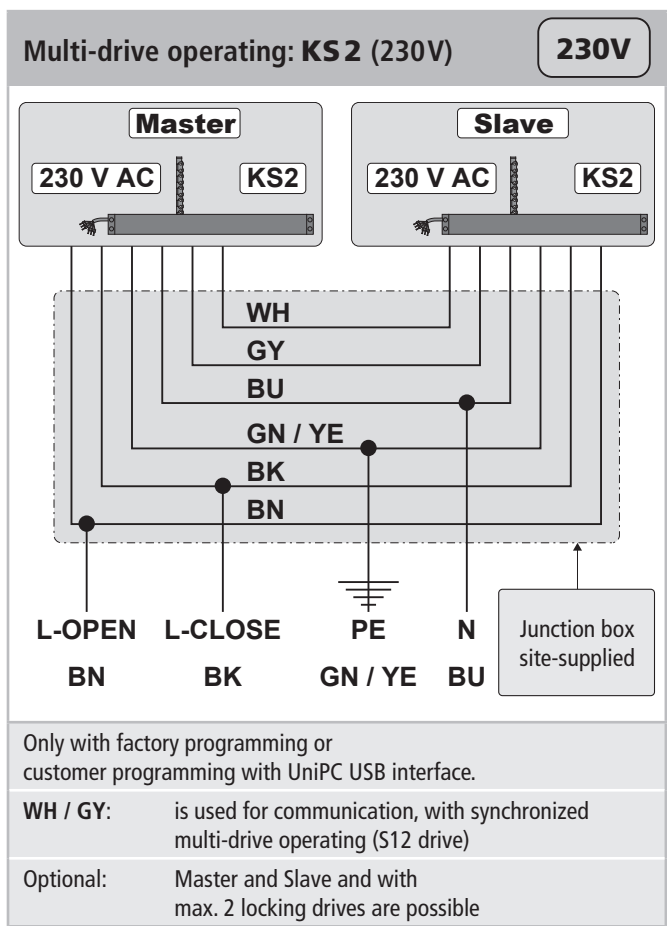 Multi-drive operating: KS 2 (230 V)
230V
Master
Slave
230 V AC
KS2
230 V AC
KS2
WH
GY
BU
GN / YE
BK
BN
L-OPEN L-CLOSE PE N
BN BK GN / YE BU
Junction box
site-supplied
Only with factory programming or
customer programming with UniPC USB interface.
WH / GY: is used for communication, with synchronized
multi-drive operating (S12 drive)
Optional: Master and Slave and with
max. 2 locking drives are possible